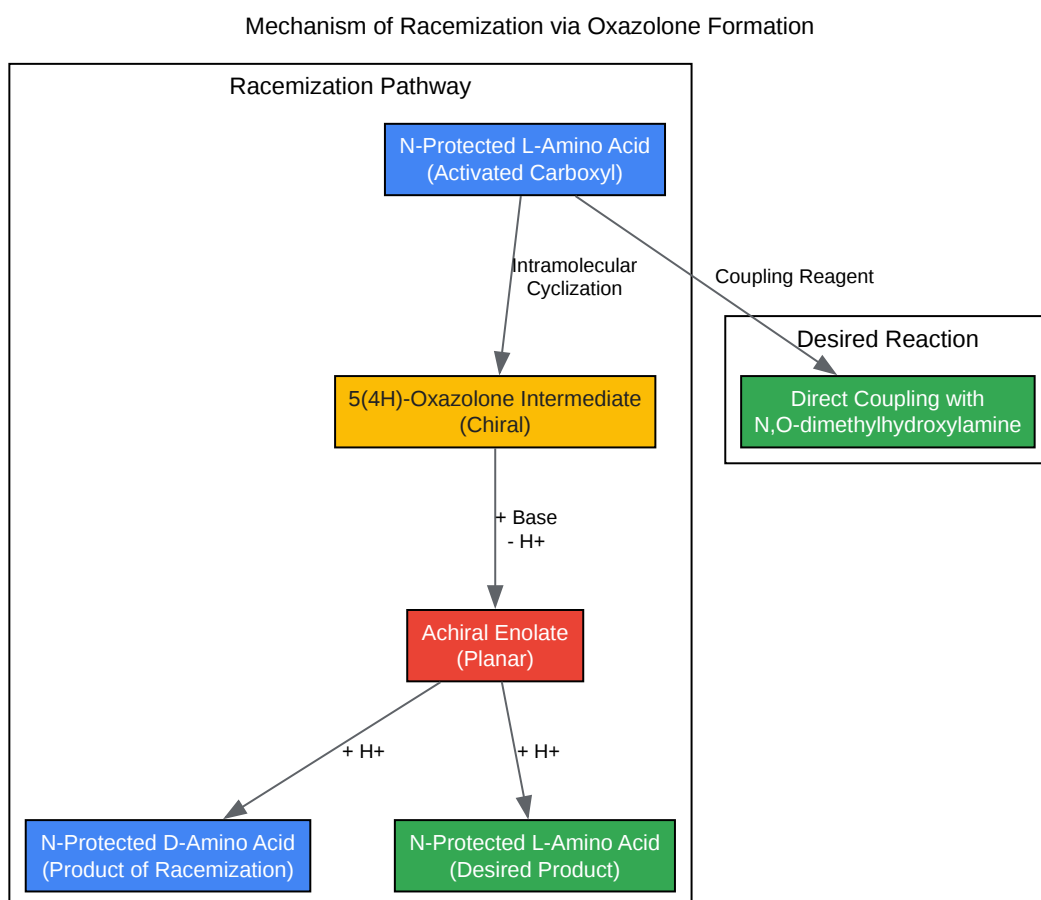 Mechanism of Racemization via Oxazolone Formation
Racemization Pathway
N-Protected L-Amino Acid
(Activated Carboxyl)
Intramolecular
Cyclization
Coupling Reagent
Desired Reaction
5(4H)-Oxazolone Intermediate
(Chiral)
Direct Coupling with
N,O-dimethylhydroxylamine
+ Base
- H+
Achiral Enolate
(Planar)
+ H+
+ H+
N-Protected D-Amino Acid
(Product of Racemization)
N-Protected L-Amino Acid
(Desired Product)